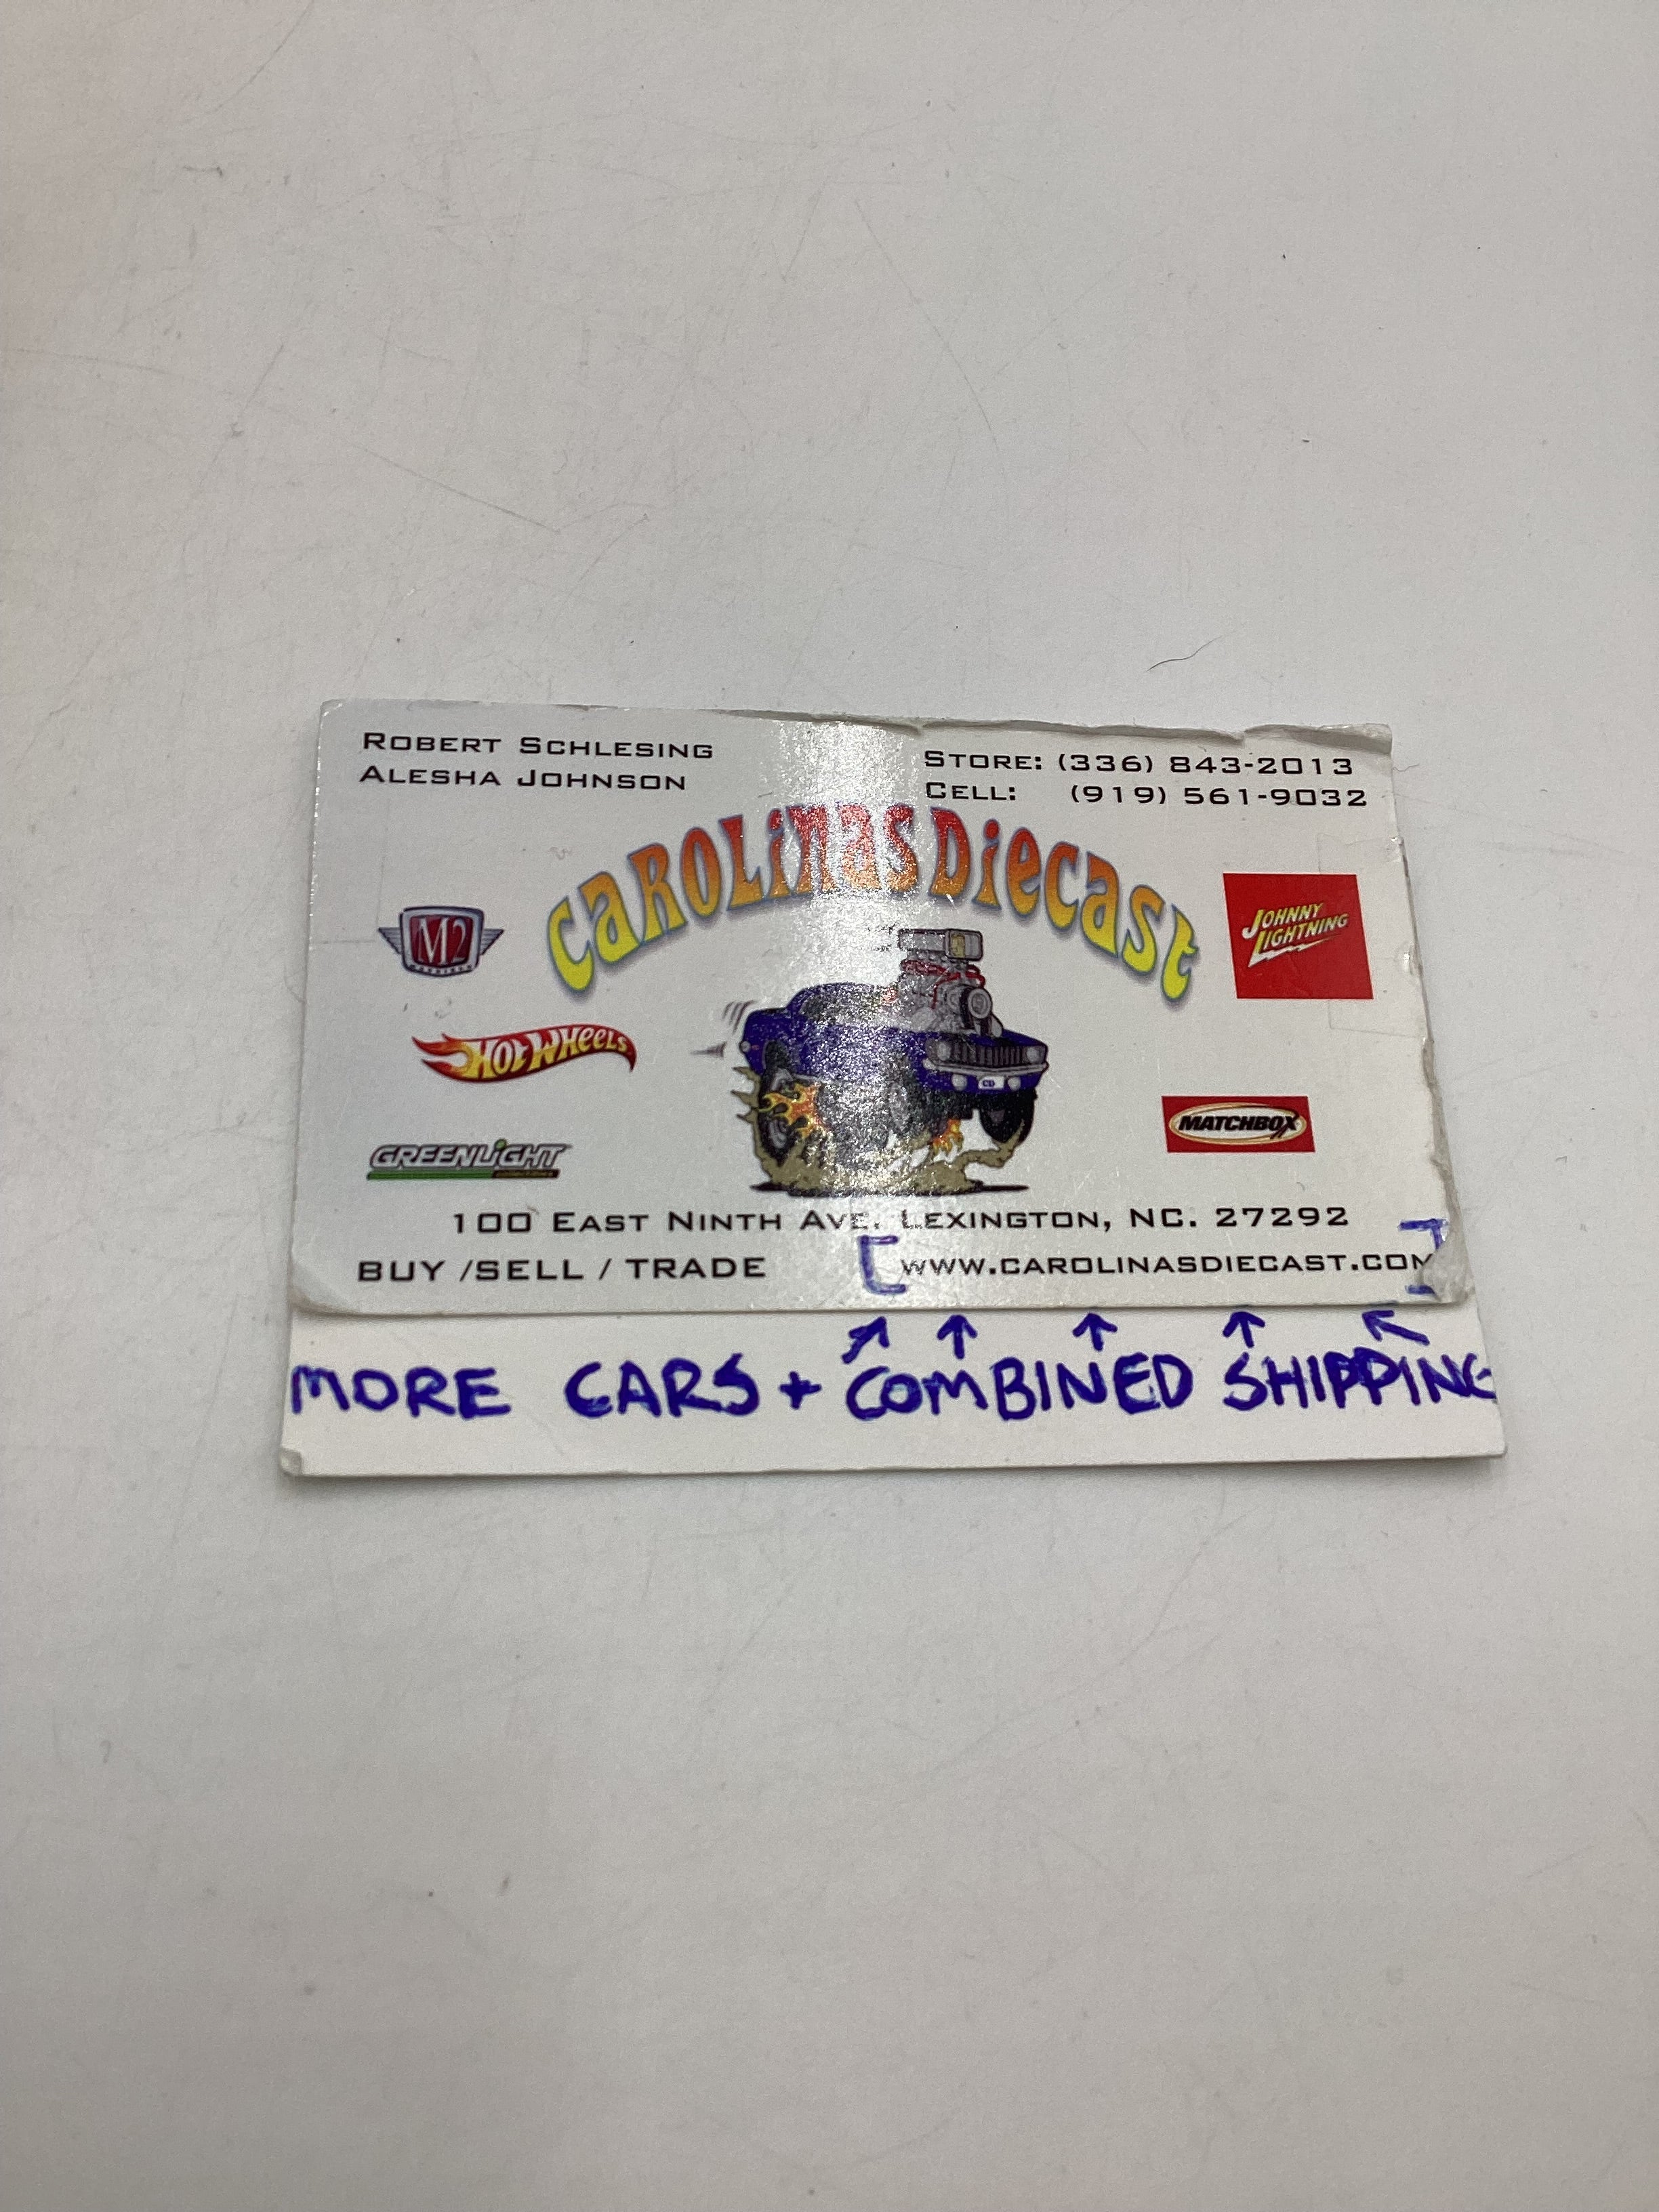 ROBERT SCHLESING
ALESHA JOHNSON
STORE: (336) 843-2013
CELL: (919) 561-9032
CAROLINAS DIECAST
M2
JOHNNY
LIGHTNING
HOT WHEELS
CD
MATCHBOX
GREENLIGHT
100 EAST NINTH AVE. LEXINGTON, NC. 27292
BUY /SELL / TRADE
[WWW.CAROLINASDIECAST.COM]
MORE CARS + COMBINED SHIPPING